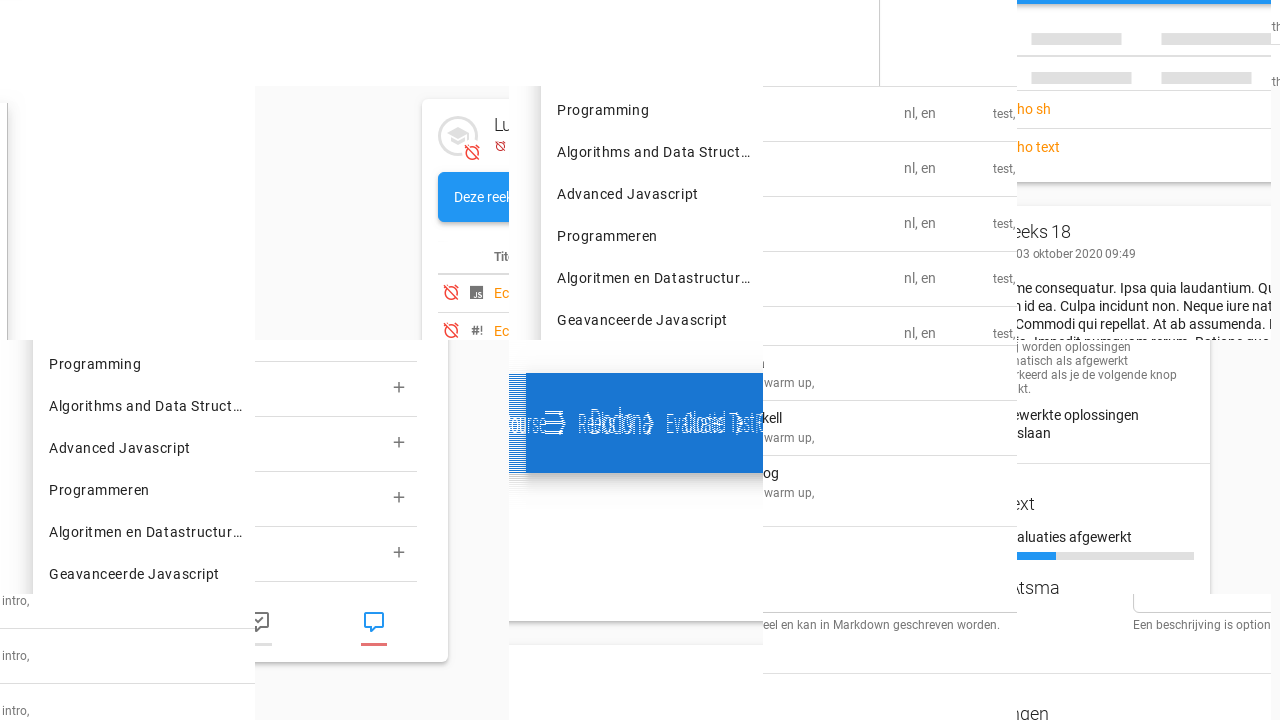 ho sh
ho text
Lu
Deze reek
Tite
Ec
Ec
Programming
Algorithms and Data Struct…
Advanced Javascript
Programmeren
Algoritmen en Datastructur…
Geavanceerde Javascript
nl, en test,
nl, en test,
nl, en test,
nl, en test,
nl, en test,
eeks 18
03 oktober 2020 09:49
me consequatur. Ipsa quia laudantium. Qu
n id ea. Culpa incidunt non. Neque iure nat
Commodi qui repellat. At ab assumenda.
Programming
Algorithms and Data Struct…
Advanced Javascript
Programmeren
Algoritmen en Datastructur…
Geavanceerde Javascript
warm up,
kell
warm up,
og
warm up,
j worden oplossingen
matisch als afgewerkt
rkeerd als je de volgende knop
kt.
ewerkte oplossingen
slaan
ext
aluaties afgewerkt
Atsma
intro,
intro,
intro,
eel en kan in Markdown geschreven worden.
Een beschrijving is option
ngen